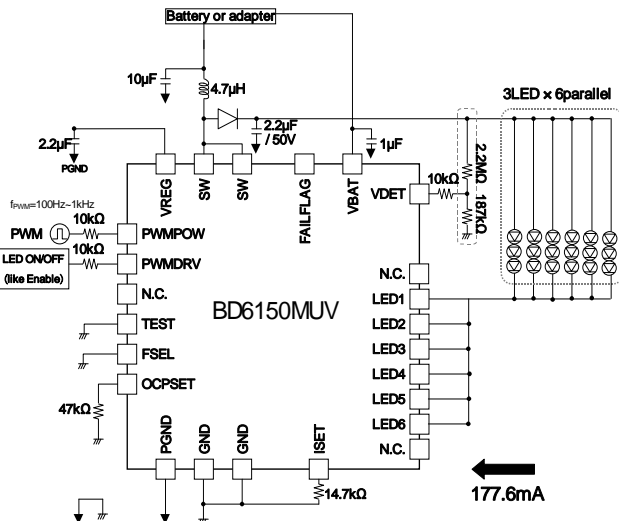 Battery or adapter
10µF
4.7µH
2.2µF
/ 50V
2.2µF
PGND
1µF
3LED × 6parallel
VREG
SW
SW
FAILFLAG
VBAT
VDET
10kΩ
2.2MΩ
187kΩ
fPWM=100Hz~1kHz
PWM
10kΩ
PWMPOW
LED ON/OFF
(like Enable)
10kΩ
PWMDRV
N.C.
TEST
FSEL
OCPSET
47kΩ
BD6150MUV
N.C.
LED1
LED2
LED3
LED4
LED5
LED6
N.C.
PGND
GND
GND
ISET
14.7kΩ
177.6mA